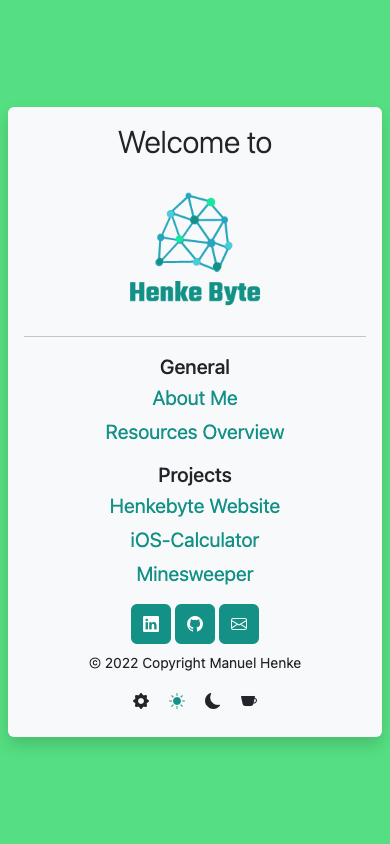 Welcome to
Henke Byte
General
About Me
Resources Overview
Projects
Henkebyte Website
iOS-Calculator
Minesweeper
in
© 2022 Copyright Manuel Henke